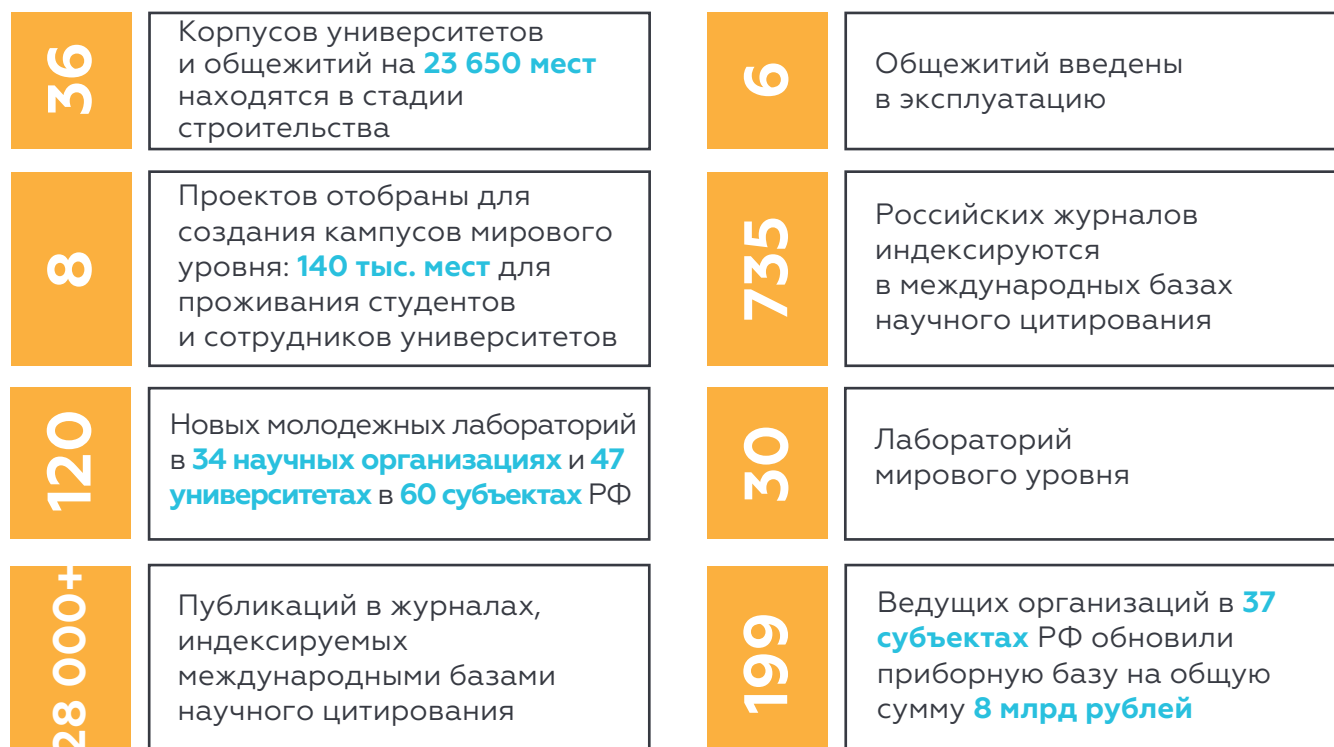 36
Корпусов университетов
и общежитий на 23 650 мест
находятся в стадии
строительства
6
Общежитий введены
в эксплуатацию
8
Проектов отобраны для
создания кампусов мирового
уровня: 140 тыс. мест для
проживания студентов
и сотрудников университетов
735
Российских журналов
индексируются
в международных базах
научного цитирования
120
Новых молодежных лабораторий
в 34 научных организациях и 47
университетах в 60 субъектах РФ
30
Лабораторий
мирового уровня
28 000+
Публикаций в журналах,
индексируемых
международными базами
научного цитирования
199
Ведущих организаций в 37
субъектах РФ обновили
приборную базу на общую
сумму 8 млрд рублей